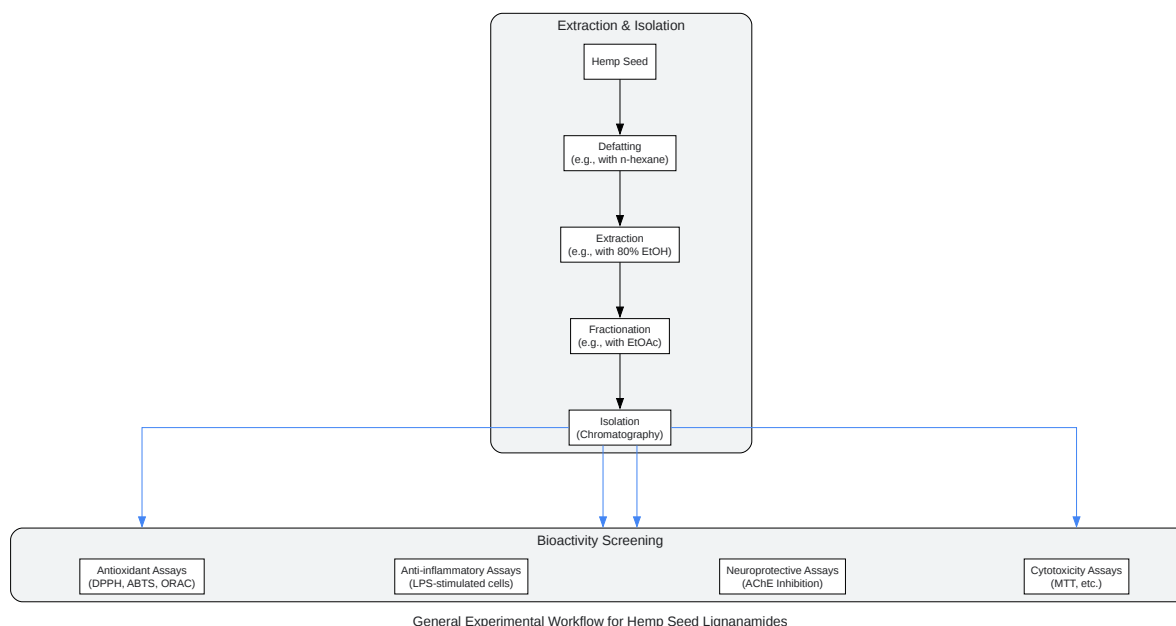 Extraction & Isolation
Hemp Seed
Defatting
(e.g., with n-hexane)
Extraction
(e.g., with 80% EtOH)
Fractionation
(e.g., with EtOAc)
Isolation
(Chromatography)
Bioactivity Screening
Antioxidant Assays
(DPPH, ABTS, ORAC)
Anti-inflammatory Assays
(LPS-stimulated cells)
Neuroprotective Assays
(AChE Inhibition)
Cytotoxicity Assays
(MTT, etc.)
General Experimental Workflow for Hemp Seed Lignanamides